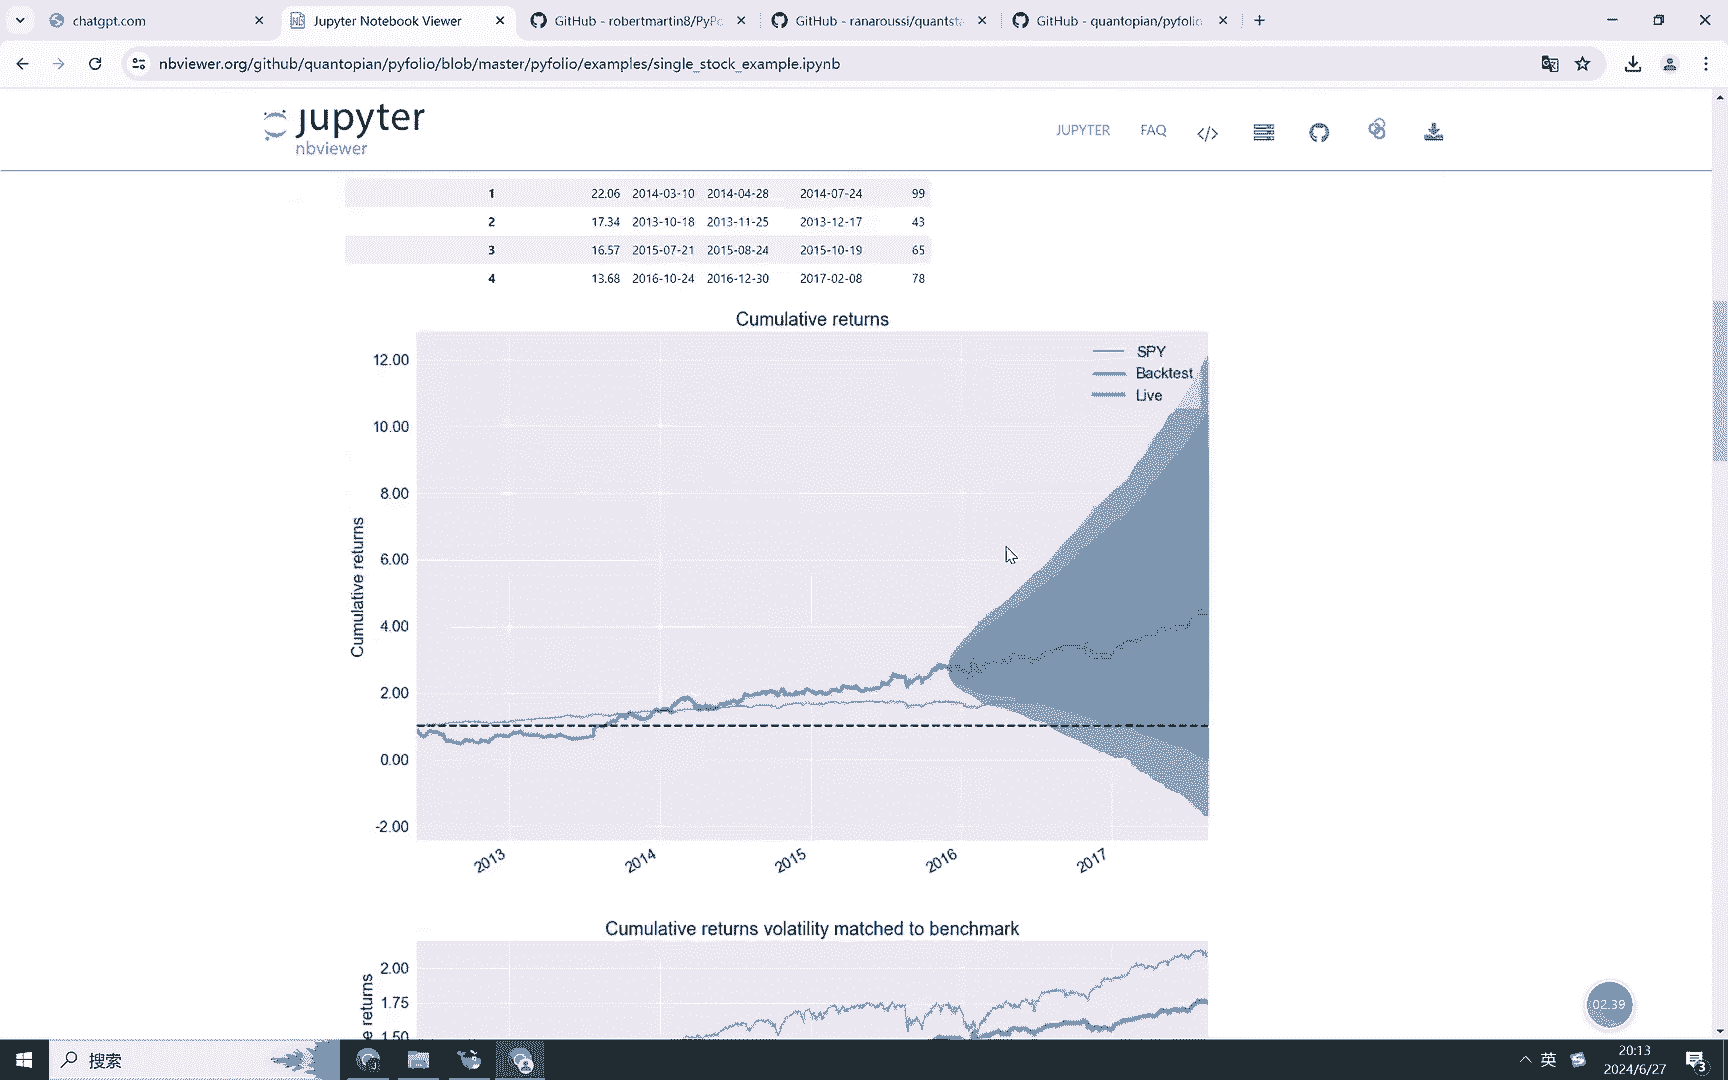 chatgpt.com
Jupyter Notebook Viewer
GitHub - robertmartin8/PyPo
GitHub - ranaroussi/quantsta
GitHub - quantopian/pyfolio
nbviewer.org/github/quantopian/pyfolio/blob/master/pyfolio/examples/single_stock_example.ipynb
jupyter
nbviewer
JUPYTER FAQ
1 22.06 2014-03-10 2014-04-28 2014-07-24 99
2 17.34 2013-10-18 2013-11-25 2013-12-17 43
3 16.57 2015-07-21 2015-08-24 2015-10-19 65
4 13.68 2016-10-24 2016-12-30 2017-02-08 78
Cumulative returns
SPY
Backtest
Live
12.00
10.00
8.00
6.00
4.00
2.00
0.00
-2.00
Cumulative returns
2013 2014 2015 2016 2017
Cumulative returns volatility matched to benchmark
2.00
1.75
1.50
e returns
02:39
搜索
英
20:13
2024/6/27
3